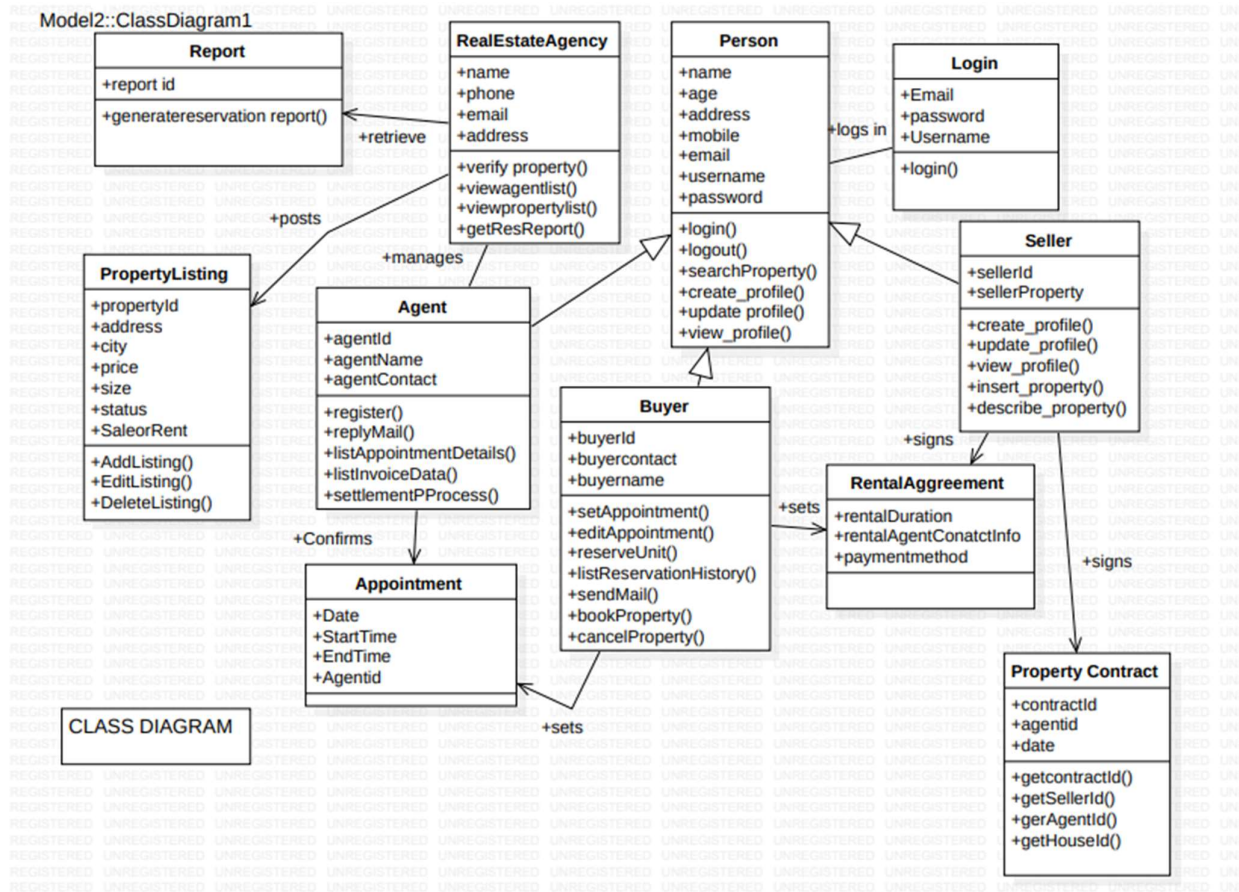 Model2::ClassDiagram1
Report
+report id
+generatereservation report()
RealEstateAgency
+name
+phone
+email
+address
+verify property()
+viewagentlist()
+viewpropertylist()
+getResReport()
Person
+name
+age
+address
+mobile
+email
+username
+password
+login()
+logout()
+searchProperty()
+create_profile()
+update profile()
+view_profile()
Login
+Email
+password
+Username
+login()
+logs in
+retrieve
+posts
+manages
PropertyListing
+propertyId
+address
+city
+price
+size
+status
+SaleorRent
+AddListing()
+EditListing()
+DeleteListing()
Agent
+agentId
+agentName
+agentContact
+register()
+replyMail()
+listAppointmentDetails()
+listInvoiceData()
+settlementPProcess()
Seller
+sellerId
+sellerProperty
+create_profile()
+update_profile()
+view_profile()
+insert_property()
+describe_property()
Buyer
+buyerId
+buyercontact
+buyername
+setAppointment()
+editAppointment()
+reserveUnit()
+listReservationHistory()
+sendMail()
+bookProperty()
+cancelProperty()
+signs
+sets
RentalAggreement
+rentalDuration
+rentalAgentConatctInfo
+paymentmethod
+signs
+Confirms
Appointment
+Date
+StartTime
+EndTime
+Agentid
+sets
Property Contract
+contractId
+agentid
+date
+getcontractId()
+getSellerId()
+gerAgentId()
+getHouseId()
CLASS DIAGRAM